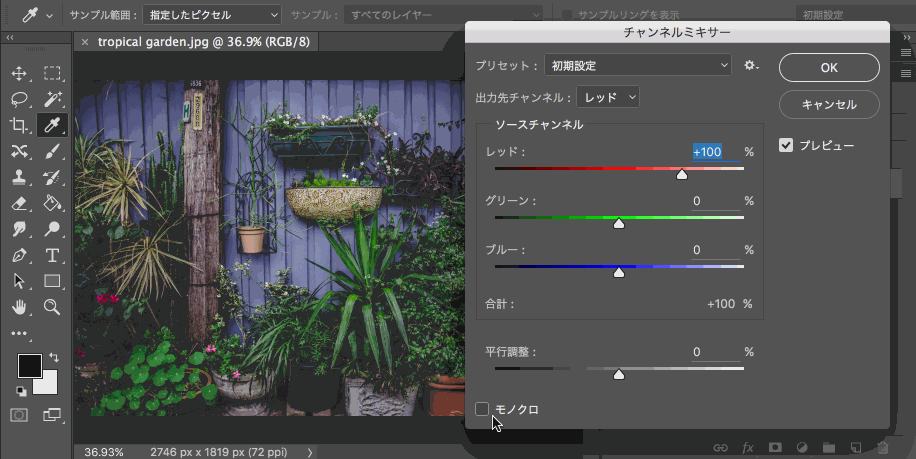 サンプル範囲： 指定したピクセル サンプル： すべてのレイヤー サンプルリングを表示 初期設定
× tropical garden.jpg @ 36.9% (RGB/8)
チャンネルミキサー
プリセット： 初期設定
OK
出力先チャンネル： レッド
キャンセル
ソースチャンネル
プレビュー
レッド： +100 %
グリーン： 0 %
ブルー： 0 %
合計： +100 %
平行調整： 0 %
モノクロ
T
36.93% 2746 px x 1819 px (72 ppi)
fx